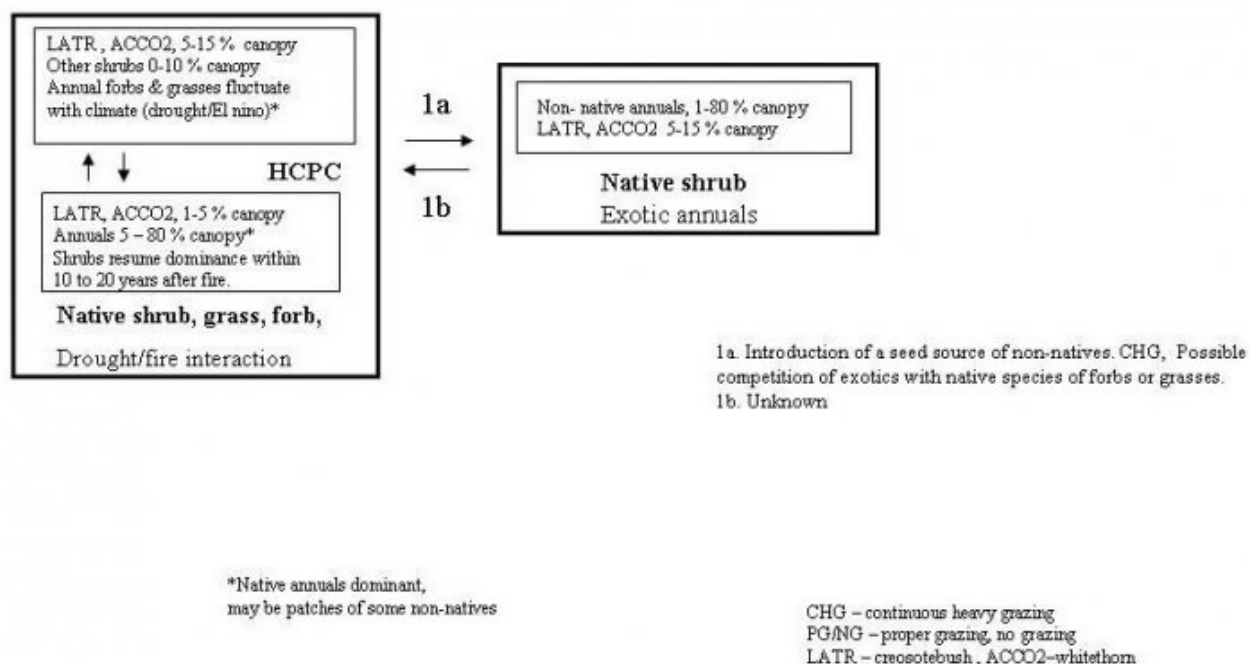 LATR , ACCO2, 5-15 % canopy
Other shrubs 0-10 % canopy
Annual forbs & grasses fluctuate
with climate (drought/El nino)*
HCPC
LATR, ACCO2, 1-5 % canopy
Annuals 5 – 80 % canopy*
Shrubs resume dominance within
10 to 20 years after fire.
Native shrub, grass, forb,
Drought/fire interaction
1a
1b
Non- native annuals, 1-80 % canopy
LATR, ACCO2 5-15 % canopy
Native shrub
Exotic annuals
1a. Introduction of a seed source of non-natives. CHG, Possible
competition of exotics with native species of forbs or grasses.
1b. Unknown
*Native annuals dominant,
may be patches of some non-natives
CHG – continuous heavy grazing
PG/NG – proper grazing, no grazing
LATR – creosotebush , ACCO2–whitethorn